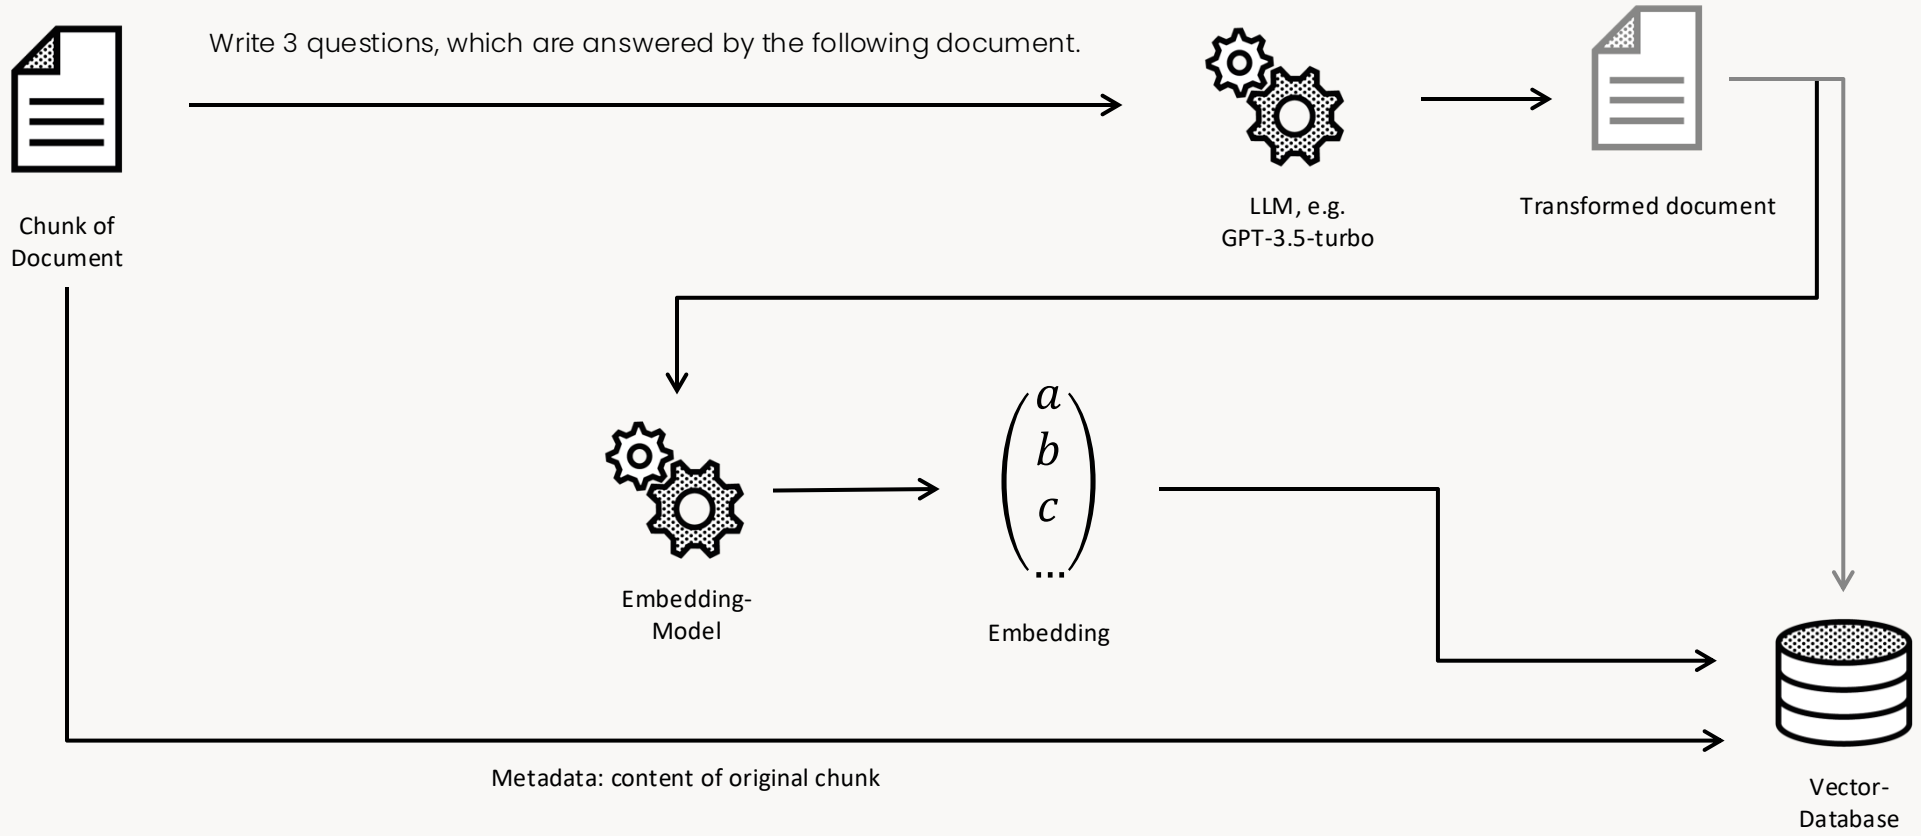 Write 3 questions, which are answered by the following document.
Chunk of
Document
LLM, e.g.
GPT-3.5-turbo
Transformed document
a
b
c
...
Embedding-
Model
Embedding
Metadata: content of original chunk
Vector-
Database